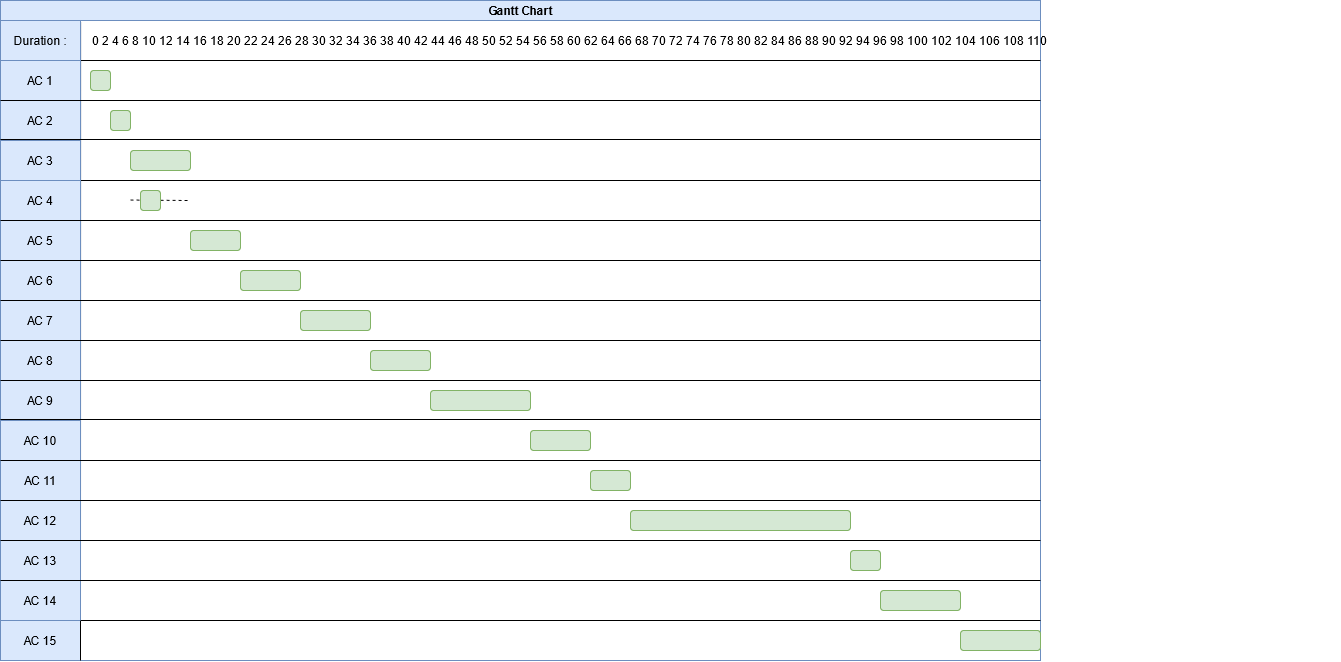 Gantt Chart
Duration : 0 2 4 6 8 10 12 14 16 18 20 22 24 26 28 30 32 34 36 38 40 42 44 46 48 50 52 54 56 58 60 62 64 66 68 70 72 74 76 78 80 82 84 86 88 90 92 94 96 98 100 102 104 106 108 110
AC 1
AC 2
AC 3
AC 4
AC 5
AC 6
AC 7
AC 8
AC 9
AC 10
AC 11
AC 12
AC 13
AC 14
AC 15